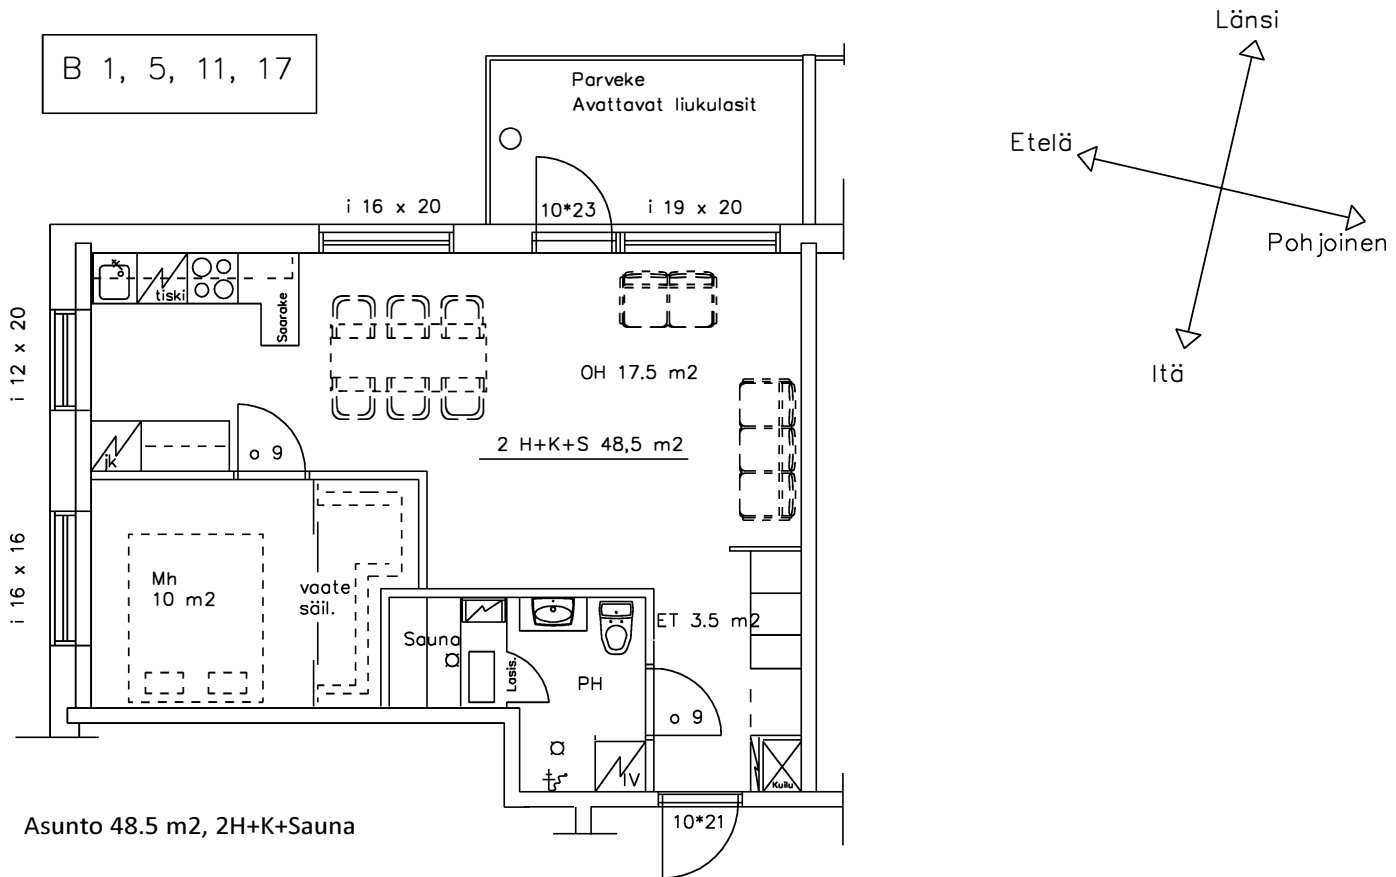 B 1, 5, 11, 17
Länsi
Etelä
Pohjoinen
Itä
Parveke
Avattavat liukulasit
i 16 x 20
10*23
i 19 x 20
tiski
Saarake
i 12 x 20
OH 17.5 m2
2 H+K+S 48,5 m2
jk
o 9
i 16 x 16
Mh
10 m2
vaate
säil.
Sauna
Lasis.
PH
ET 3.5 m2
o 9
IV
Kuilu
10*21
Asunto 48.5 m2, 2H+K+Sauna